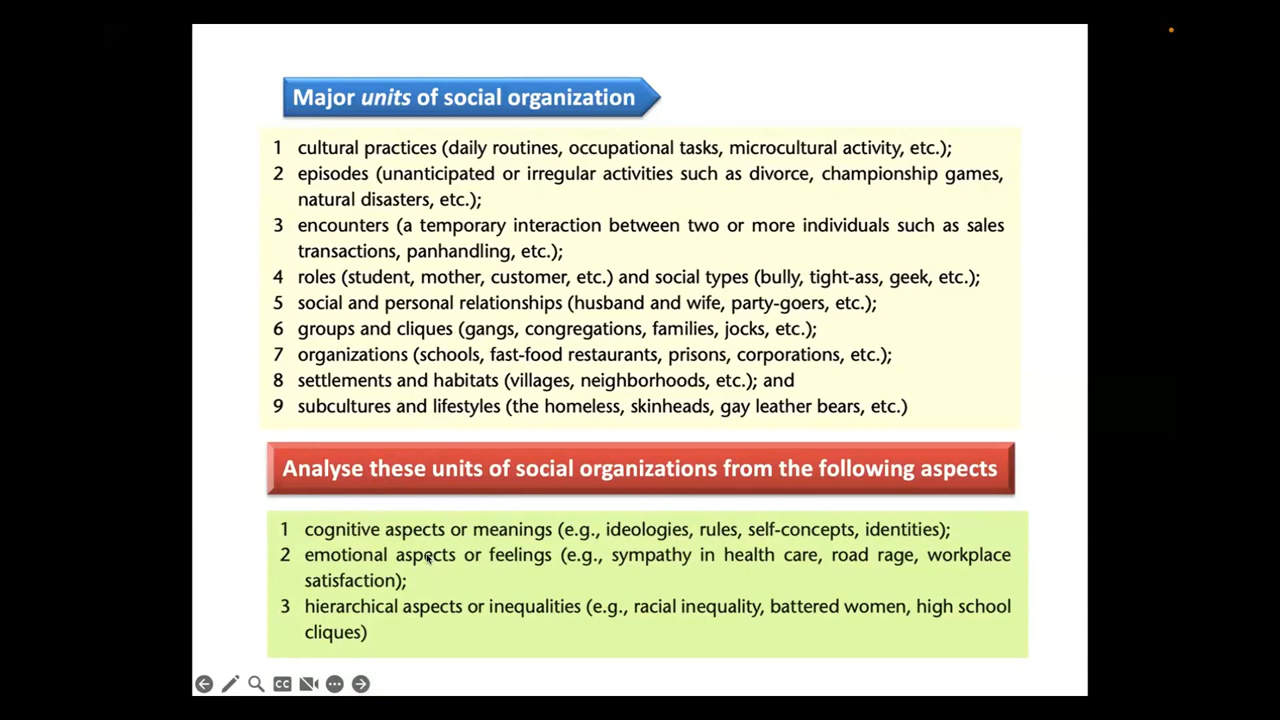 Major units of social organization
1 cultural practices (daily routines, occupational tasks, microcultural activity, etc.);
2 episodes (unanticipated or irregular activities such as divorce, championship games,
natural disasters, etc.);
3 encounters (a temporary interaction between two or more individuals such as sales
transactions, panhandling, etc.);
4 roles (student, mother, customer, etc.) and social types (bully, tight-ass, geek, etc.);
5 social and personal relationships (husband and wife, party-goers, etc.);
6 groups and cliques (gangs, congregations, families, jocks, etc.);
7 organizations (schools, fast-food restaurants, prisons, corporations, etc.);
8 settlements and habitats (villages, neighborhoods, etc.); and
9 subcultures and lifestyles (the homeless, skinheads, gay leather bears, etc.)
Analyse these units of social organizations from the following aspects
1 cognitive aspects or meanings (e.g., ideologies, rules, self-concepts, identities);
2 emotional aspects or feelings (e.g., sympathy in health care, road rage, workplace
satisfaction);
3 hierarchical aspects or inequalities (e.g., racial inequality, battered women, high school
cliques)
CC